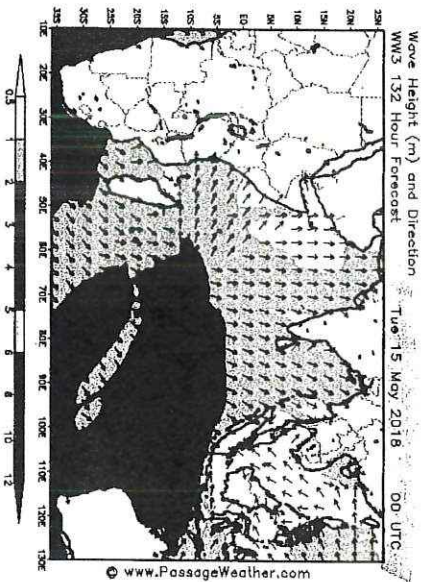 Wave Height (m) and Direction
WW3 132 Hour Forecast Tue 15 May 2018 00 UTC
25N
20N
15N
10N
5N
EQ
5S
10S
15S
20S
25S
30S
35S
10E 20E 30E 40E 50E 60E 70E 80E 90E 100E 110E 120E 130E
0.5 1 2 3 4 5 6 8 10 12
© www.PassageWeather.com